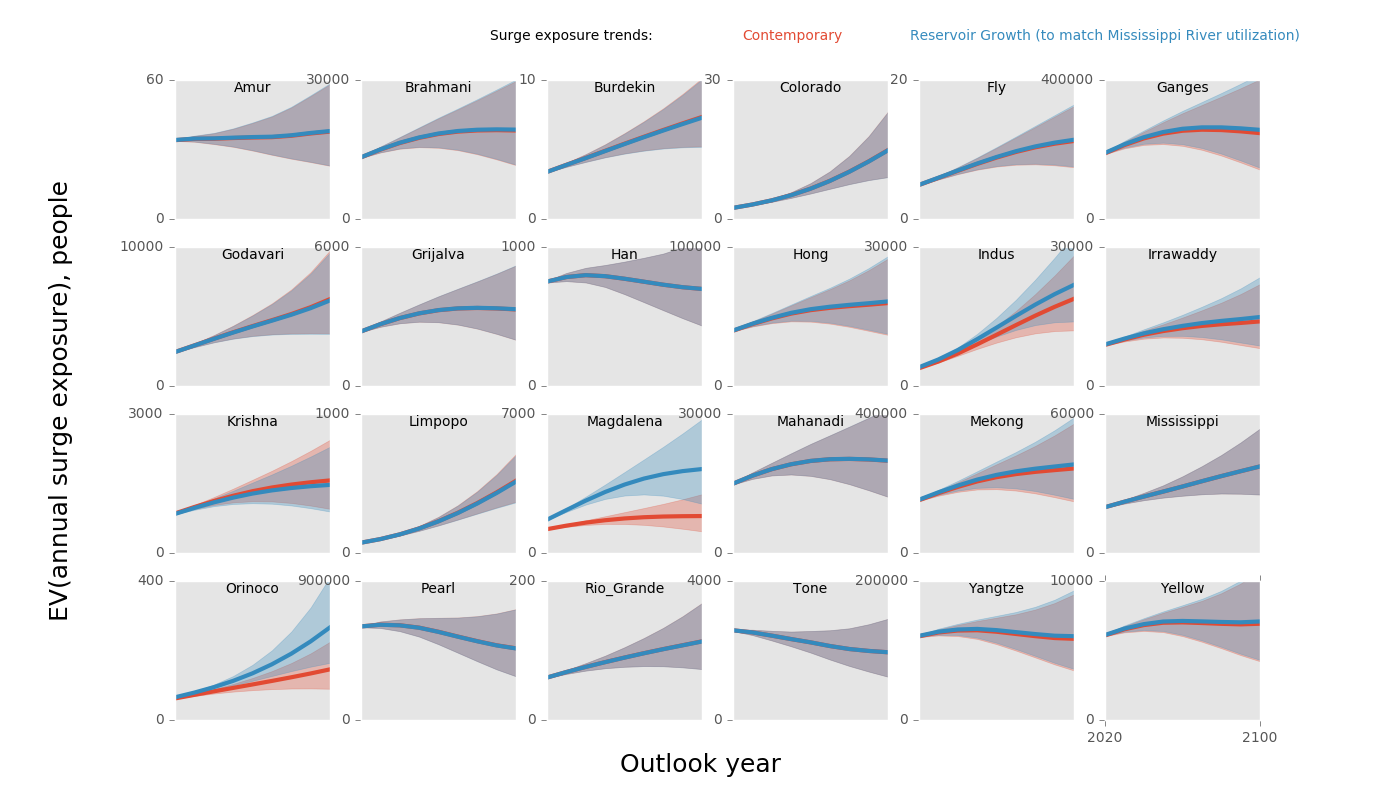 Surge exposure trends: Contemporary Reservoir Growth (to match Mississippi River utilization)
60 30000 10 30 20 400000
Amur Brahmani Burdekin Colorado Fly Ganges
0 0 0 0 0 0
10000 6000 1000 100000 30000 30000
Godavari Grijalva Han Hong Indus Irrawaddy
0 0 0 0 0 0
3000 1000 7000 30000 400000 60000
Krishna Limpopo Magdalena Mahanadi Mekong Mississippi
0 0 0 0 0 0
400 900000 200 4000 200000 10000
Orinoco Pearl Rio_Grande Tone Yangtze Yellow
0 0 0 0 0 0
2020 2100
EV(annual surge exposure), people
Outlook year